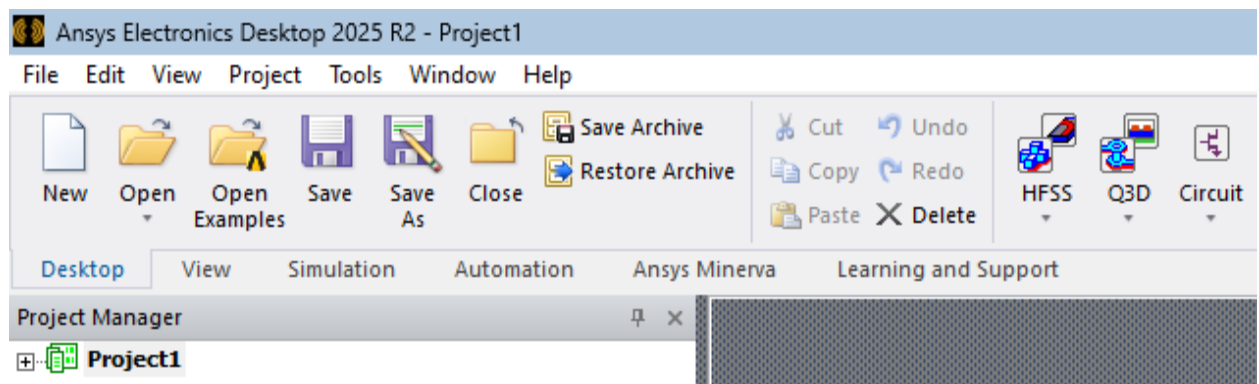 Ansys Electronics Desktop 2025 R2 - Project1
File Edit View Project Tools Window Help
New
Open
Open Examples
Save
Save As
Close
Save Archive
Restore Archive
Cut
Copy
Paste
Undo
Redo
Delete
HFSS
Q3D
Circuit
Desktop View Simulation Automation Ansys Minerva Learning and Support
Project Manager
Project1